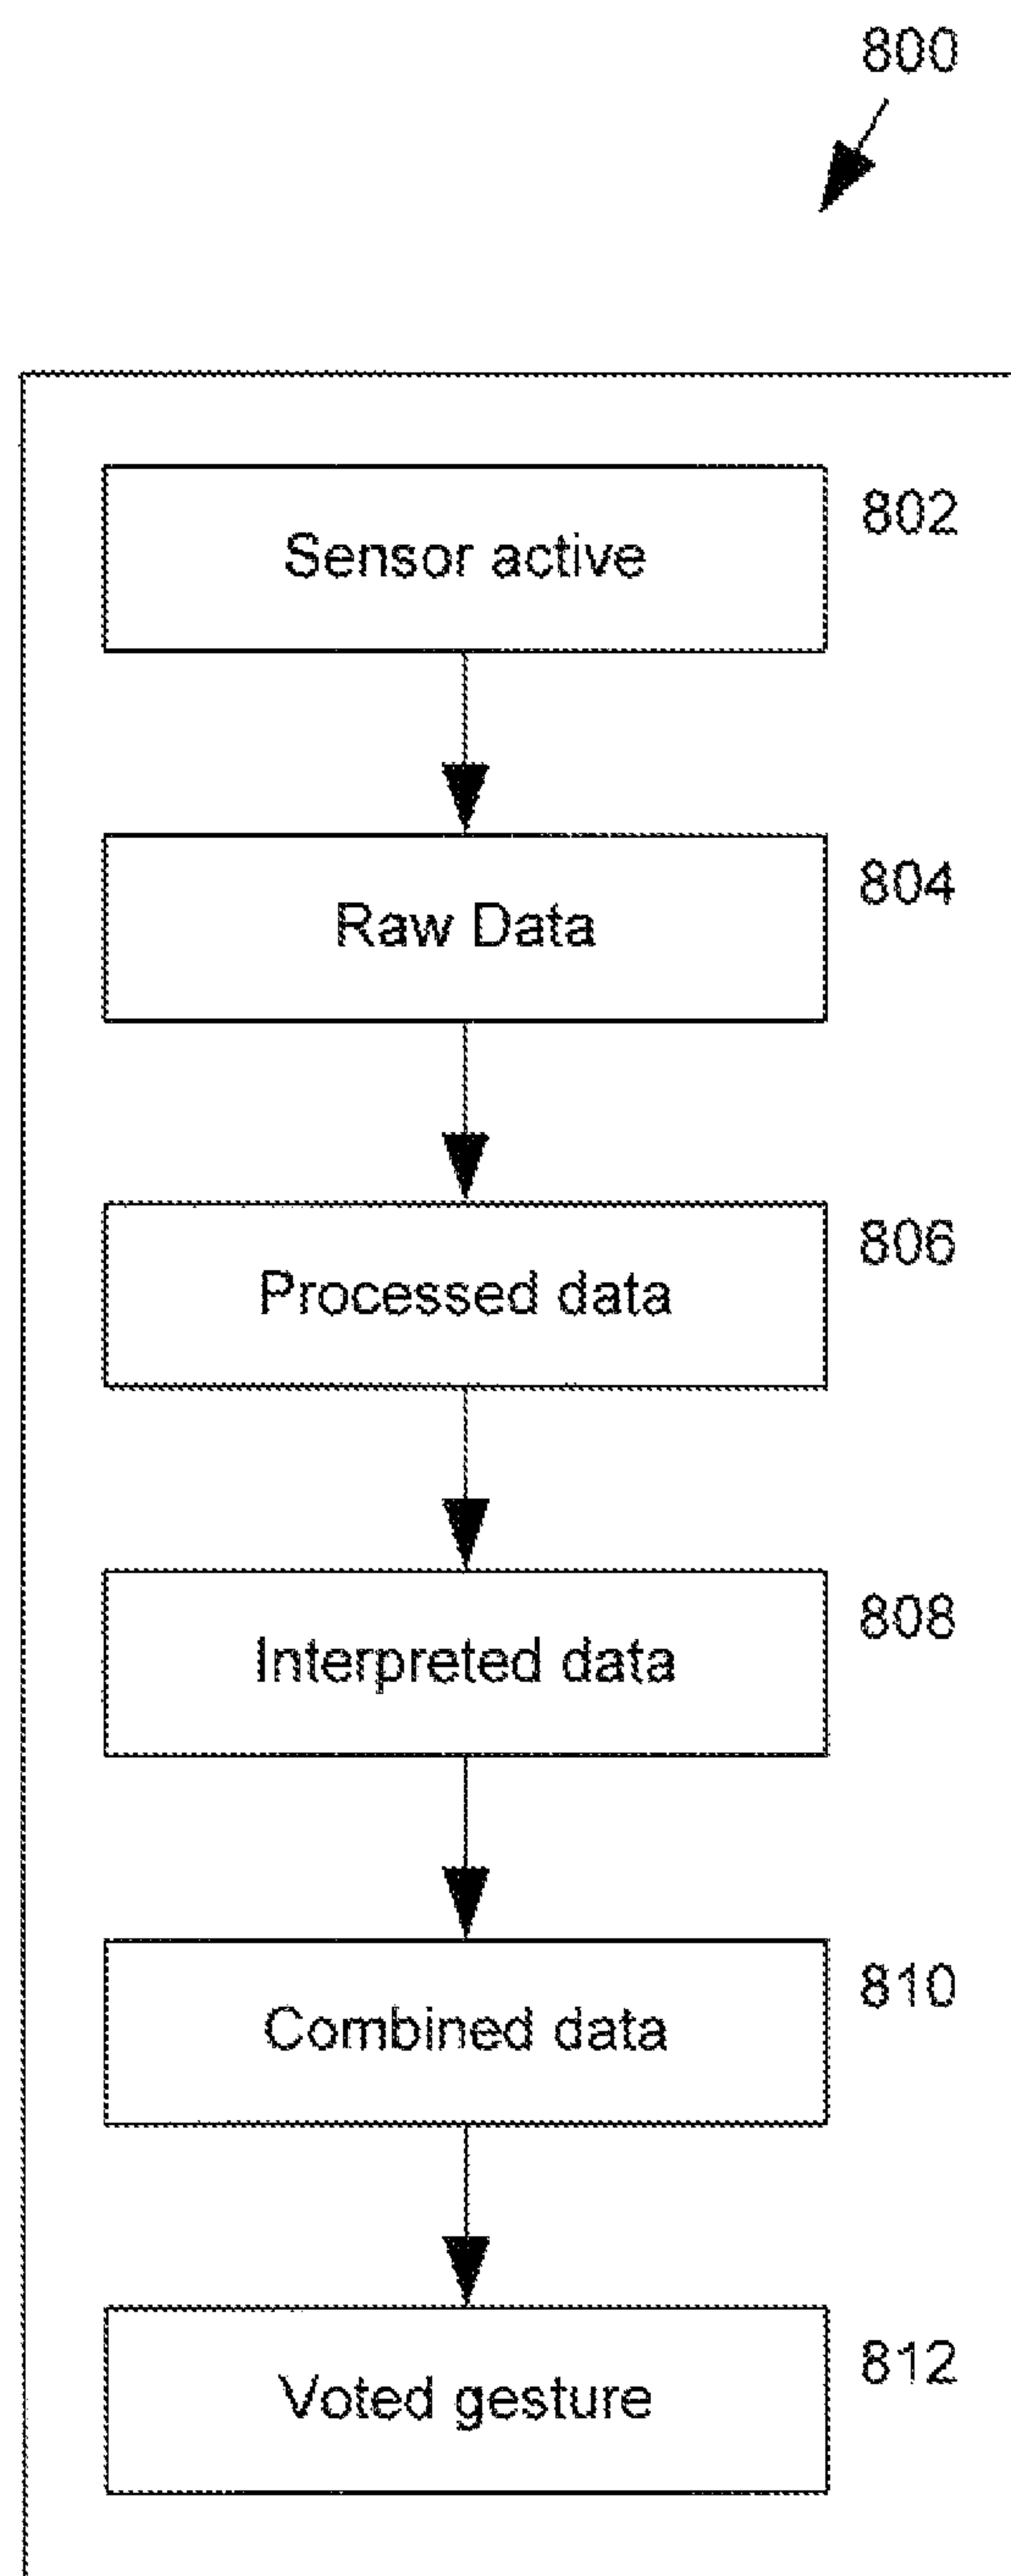 800
Sensor active
802
Raw Data
804
Processed data
806
Interpreted data
808
Combined data
810
Voted gesture
812